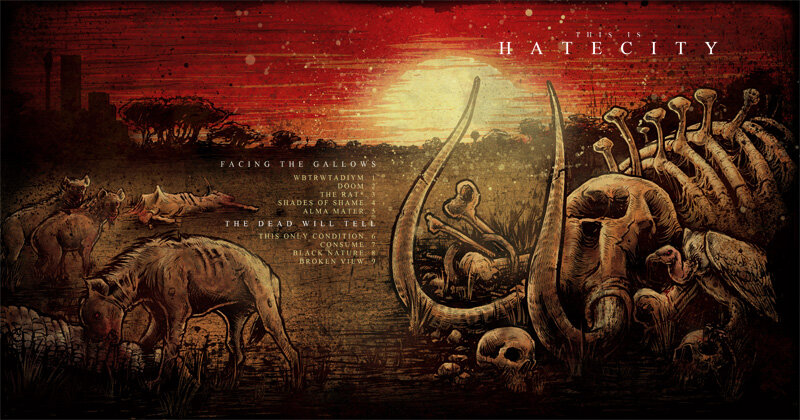 THIS IS
HATECITY
FACING THE GALLOWS
WBTRWTADIYM 1
DOOM 2
THE RAT* 3
SHADES OF SHAME 4
ALMA MATER 5
THE DEAD WILL TELL
THIS ONLY CONDITION 6
CONSUME 7
BLACK NATURE 8
BROKEN VIEW 9